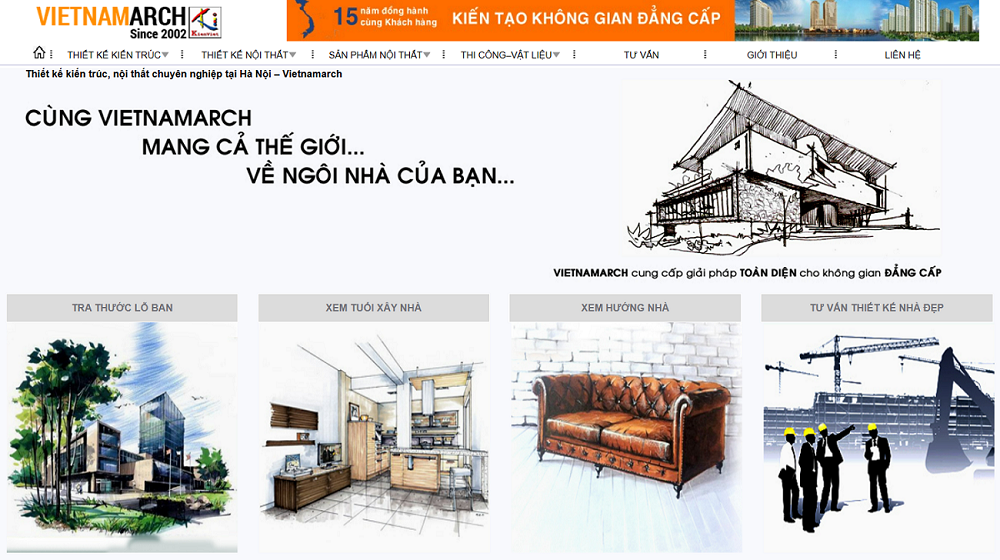 VIETNAMARCH
Since 2002
KienViet
15 năm đồng hành
cùng Khách hàng
KIẾN TẠO KHÔNG GIAN ĐẲNG CẤP
THIẾT KẾ KIẾN TRÚC
THIẾT KẾ NỘI THẤT
SẢN PHẨM NỘI THẤT
THI CÔNG–VẬT LIỆU
TƯ VẤN
GIỚI THIỆU
LIÊN HỆ
Thiết kế kiến trúc, nội thất chuyên nghiệp tại Hà Nội – Vietnamarch
CÙNG VIETNAMARCH
MANG CẢ THẾ GIỚI...
VỀ NGÔI NHÀ CỦA BẠN...
VIETNAMARCH cung cấp giải pháp TOÀN DIỆN cho không gian ĐẲNG CẤP
TRA THƯỚC LỖ BAN
XEM TUỔI XÂY NHÀ
XEM HƯỚNG NHÀ
TƯ VẤN THIẾT KẾ NHÀ ĐẸP